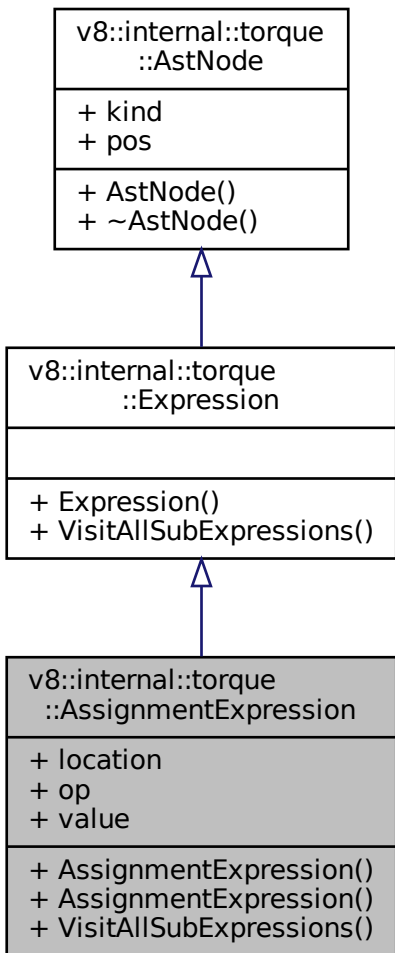 v8::internal::torque
::AstNode
+ kind
+ pos
+ AstNode()
+ ~AstNode()
v8::internal::torque
::Expression
+ Expression()
+ VisitAllSubExpressions()
v8::internal::torque
::AssignmentExpression
+ location
+ op
+ value
+ AssignmentExpression()
+ AssignmentExpression()
+ VisitAllSubExpressions()